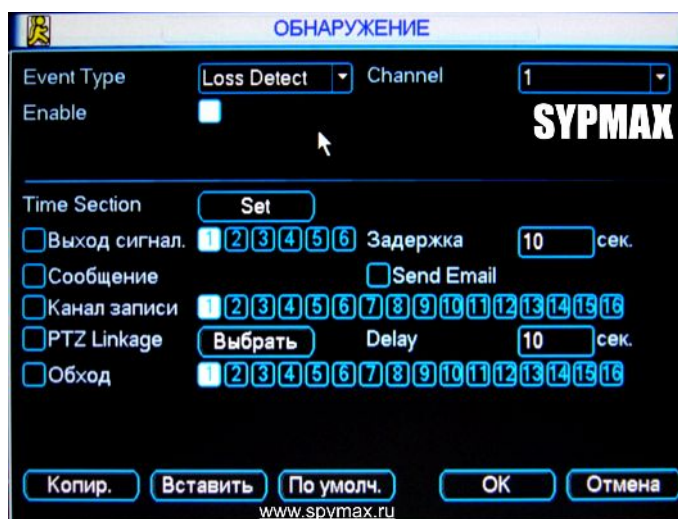 ОБНАРУЖЕНИЕ
Event Type Loss Detect Channel 1
Enable
SYPMAX
Time Section Set
Выход сигнал. 1 2 3 4 5 6 Задержка 10 сек.
Сообщение Send Email
Канал записи 1 2 3 4 5 6 7 8 9 10 11 12 13 14 15 16
PTZ Linkage Выбрать Delay 10 сек.
Обход 1 2 3 4 5 6 7 8 9 10 11 12 13 14 15 16
Копир. Вставить По умолч. OK Отмена
www.spymax.ru